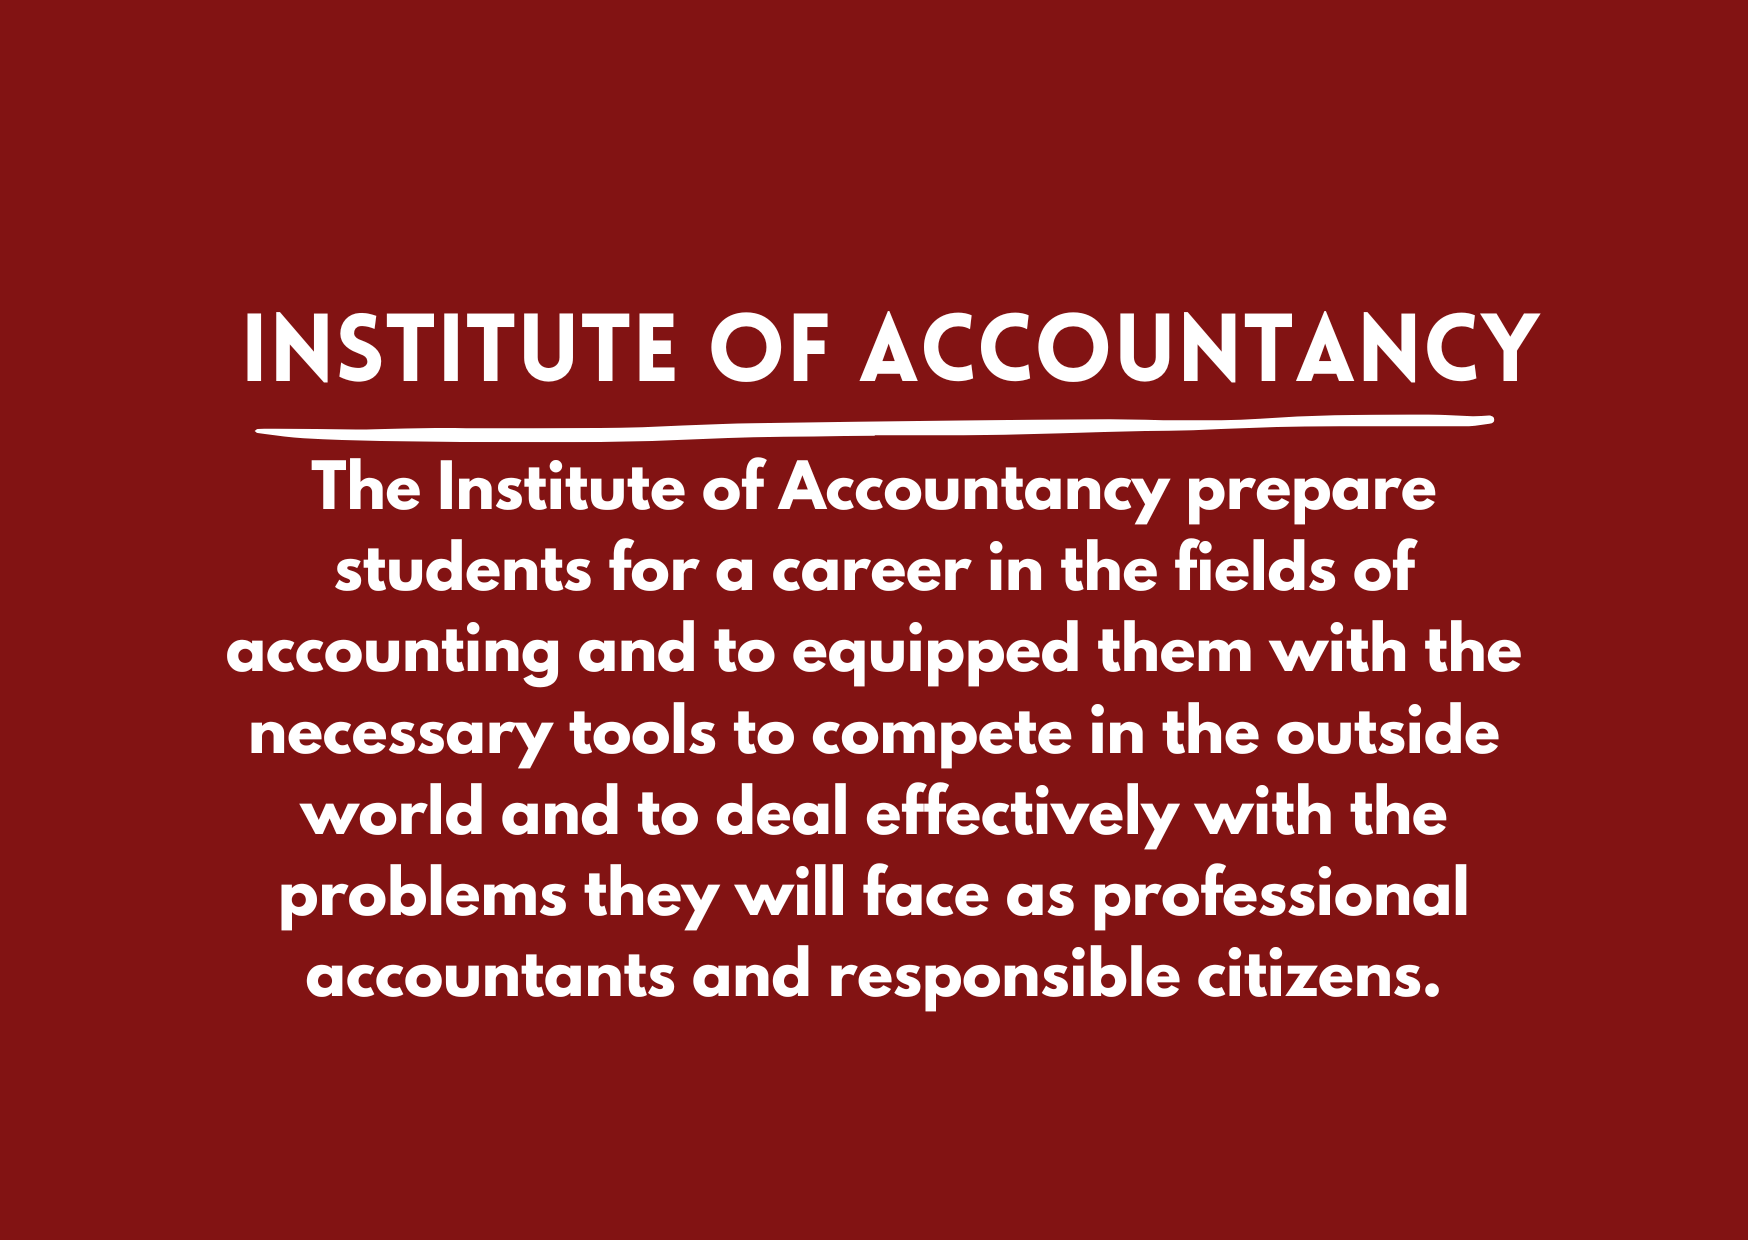 INSTITUTE OF ACCOUNTANCY
The Institute of Accountancy prepare
students for a career in the fields of
accounting and to equipped them with the
necessary tools to compete in the outside
world and to deal effectively with the
problems they will face as professional
accountants and responsible citizens.